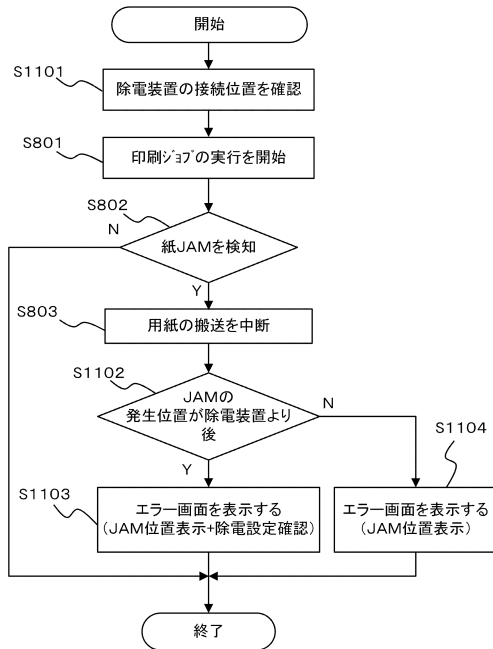 開始
S1101
除電装置の接続位置を確認
S801
印刷ｼﾞｮﾌﾞの実行を開始
S802
N
紙JAMを検知
Y
S803
用紙の搬送を中断
S1102
JAMの
発生位置が除電装置より
後
N
Y
S1103
エラー画面を表示する
（JAM位置表示+除電設定確認）
S1104
エラー画面を表示する
（JAM位置表示）
終了